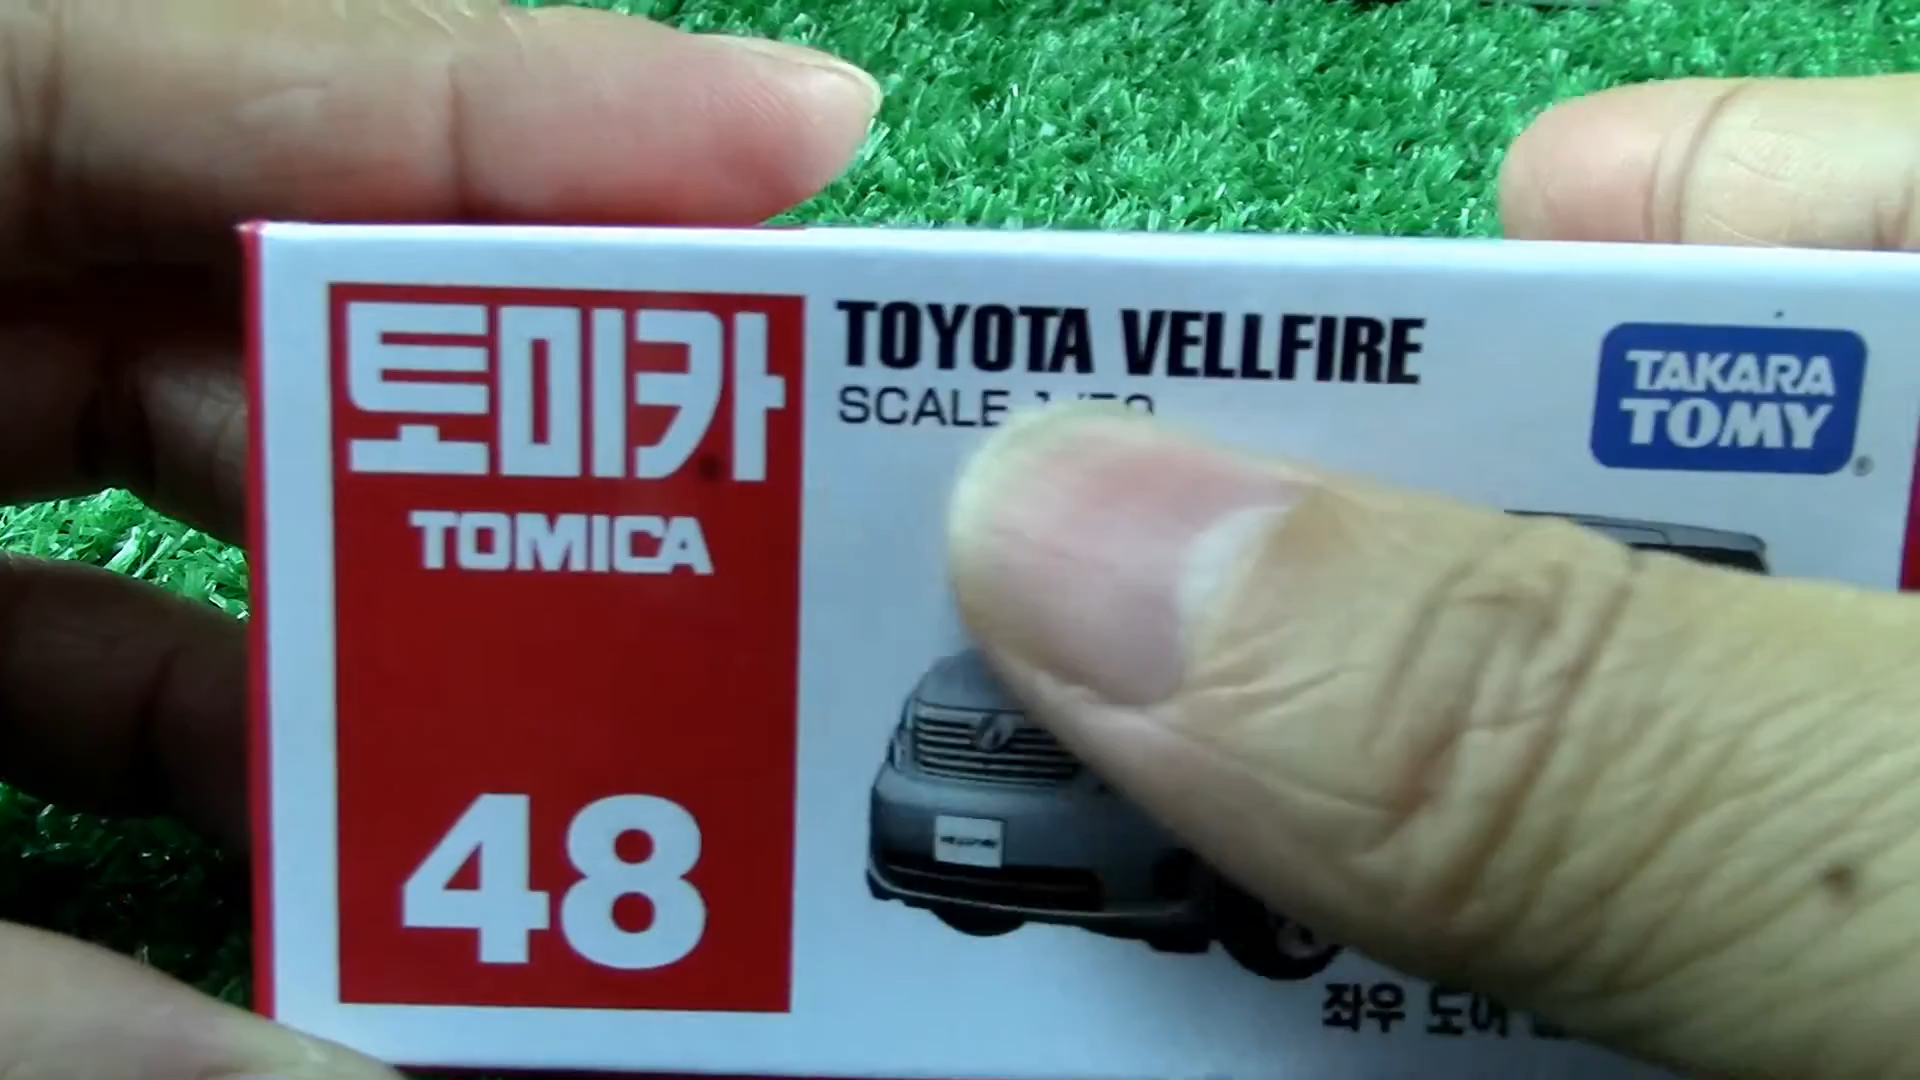 토미카
TOMICA
48
TOYOTA VELLFIRE
SCALE
TAKARA
TOMY
좌우 도어